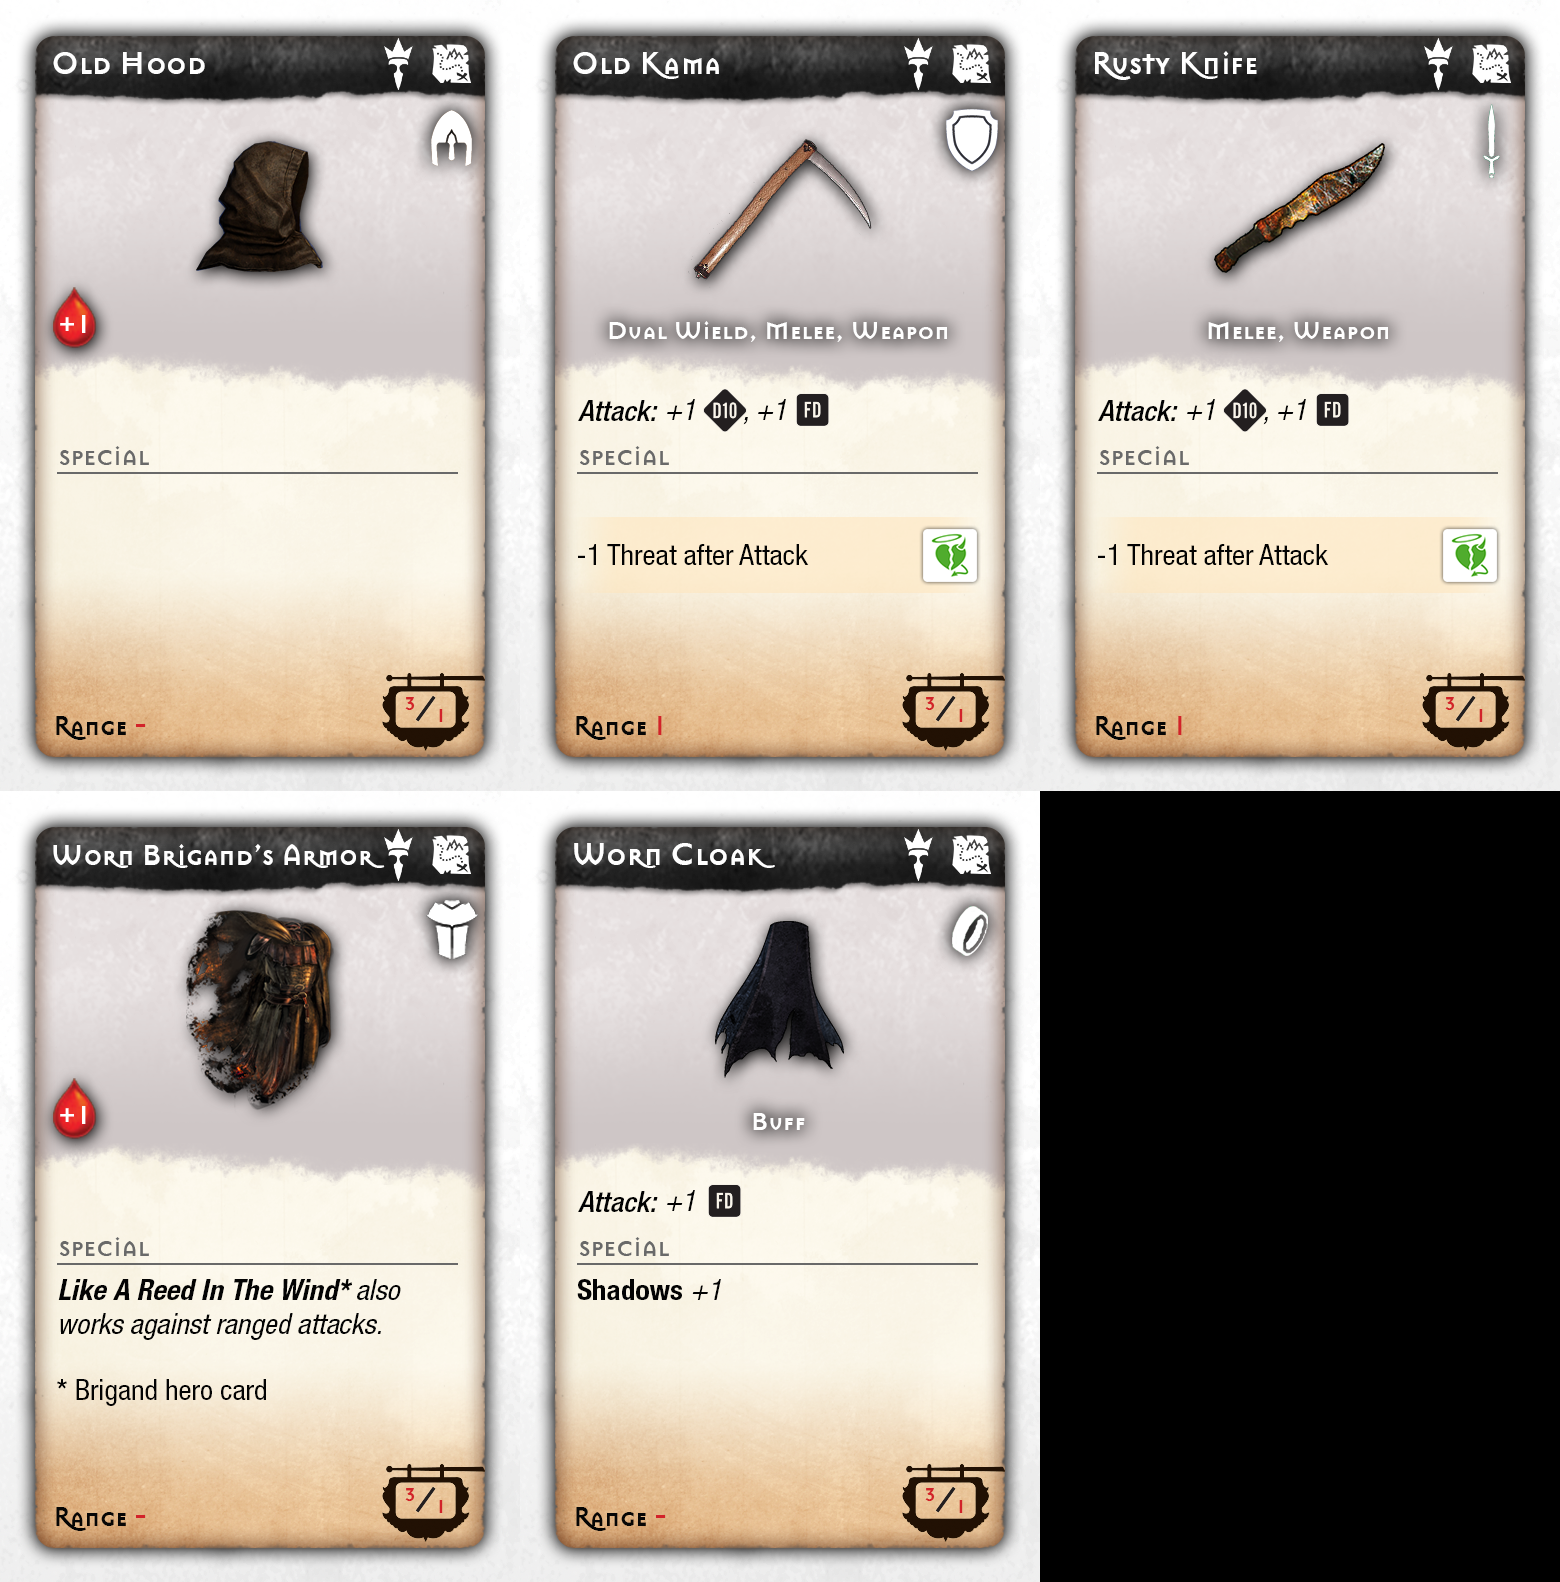 Old Hood
+1
SPECIAL
Range -
3/1
Old Kama
Dual Wield, Melee, Weapon
Attack: +1 D10, +1 FD
SPECIAL
-1 Threat after Attack
Range 1
3/1
Rusty Knife
Melee, Weapon
Attack: +1 D10, +1 FD
SPECIAL
-1 Threat after Attack
Range 1
3/1
Worn Brigand's Armor
+1
SPECIAL
Like A Reed In The Wind* also
works against ranged attacks.
* Brigand hero card
Range -
3/1
Worn Cloak
Buff
Attack: +1 FD
SPECIAL
Shadows +1
Range -
3/1